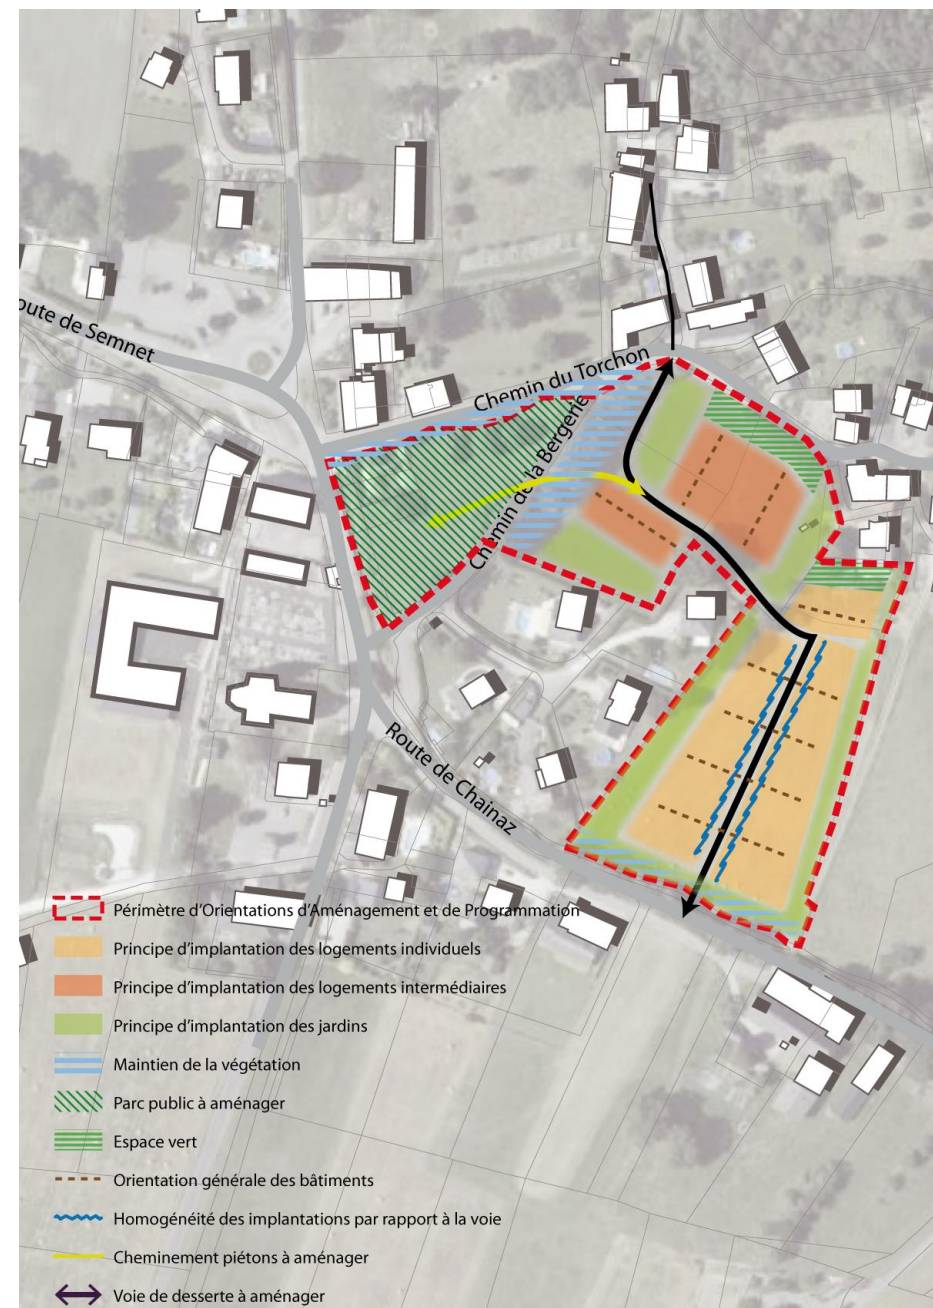 oute de Semnet
Chemin du Torchon
Chemin de la Bergerie
Route de Chainaz
Périmètre d'Orientations d'Aménagement et de Programmation
Principe d'implantation des logements individuels
Principe d'implantation des logements intermédiaires
Principe d'implantation des jardins
Maintien de la végétation
Parc public à aménager
Espace vert
Orientation générale des bâtiments
Homogénéité des implantations par rapport à la voie
Cheminement piétons à aménager
Voie de desserte à aménager